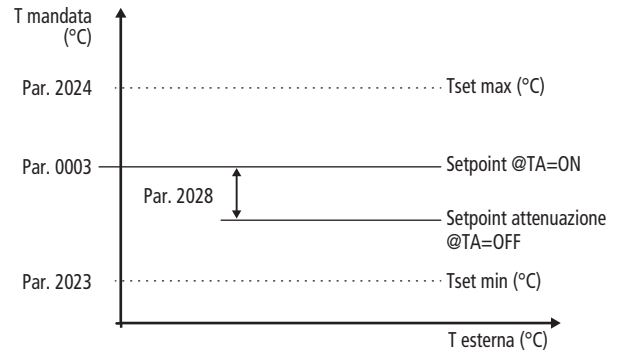 T mandata
(°C)
Par. 2024
Tset max (°C)
Par. 0003
Setpoint @TA=ON
Par. 2028
Setpoint attenuazione
@TA=OFF
Par. 2023
Tset min (°C)
T esterna (°C)